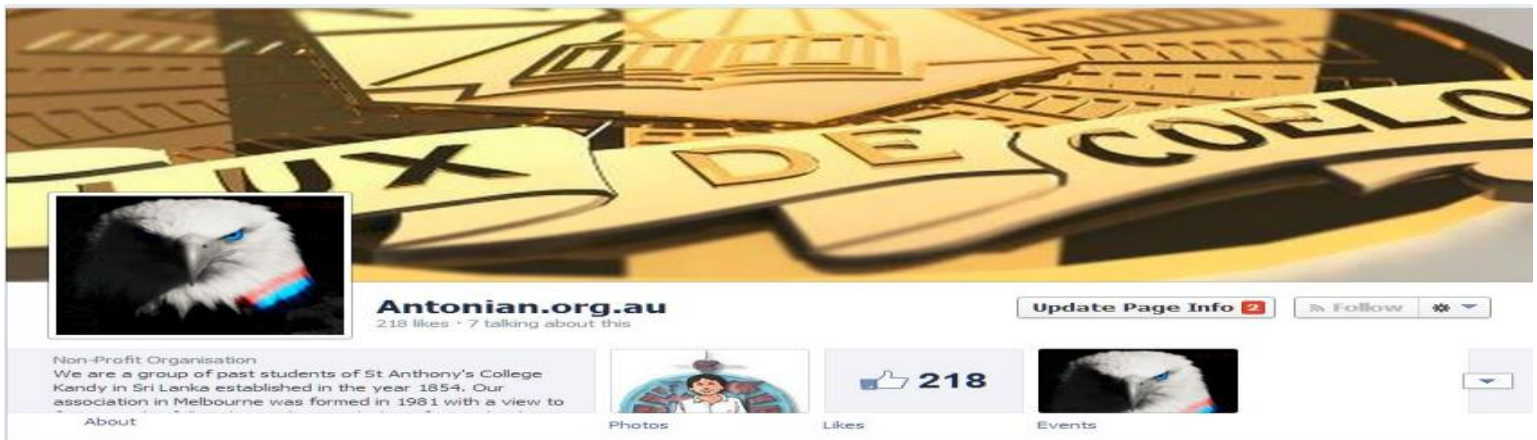 LUX DE COELO
Antonian.org.au
218 likes · 7 talking about this
Update Page Info 2
Follow
Non-Profit Organisation
We are a group of past students of St Anthony's College
Kandy in Sri Lanka established in the year 1854. Our
association in Melbourne was formed in 1981 with a view to
218
About
Photos
Likes
Events